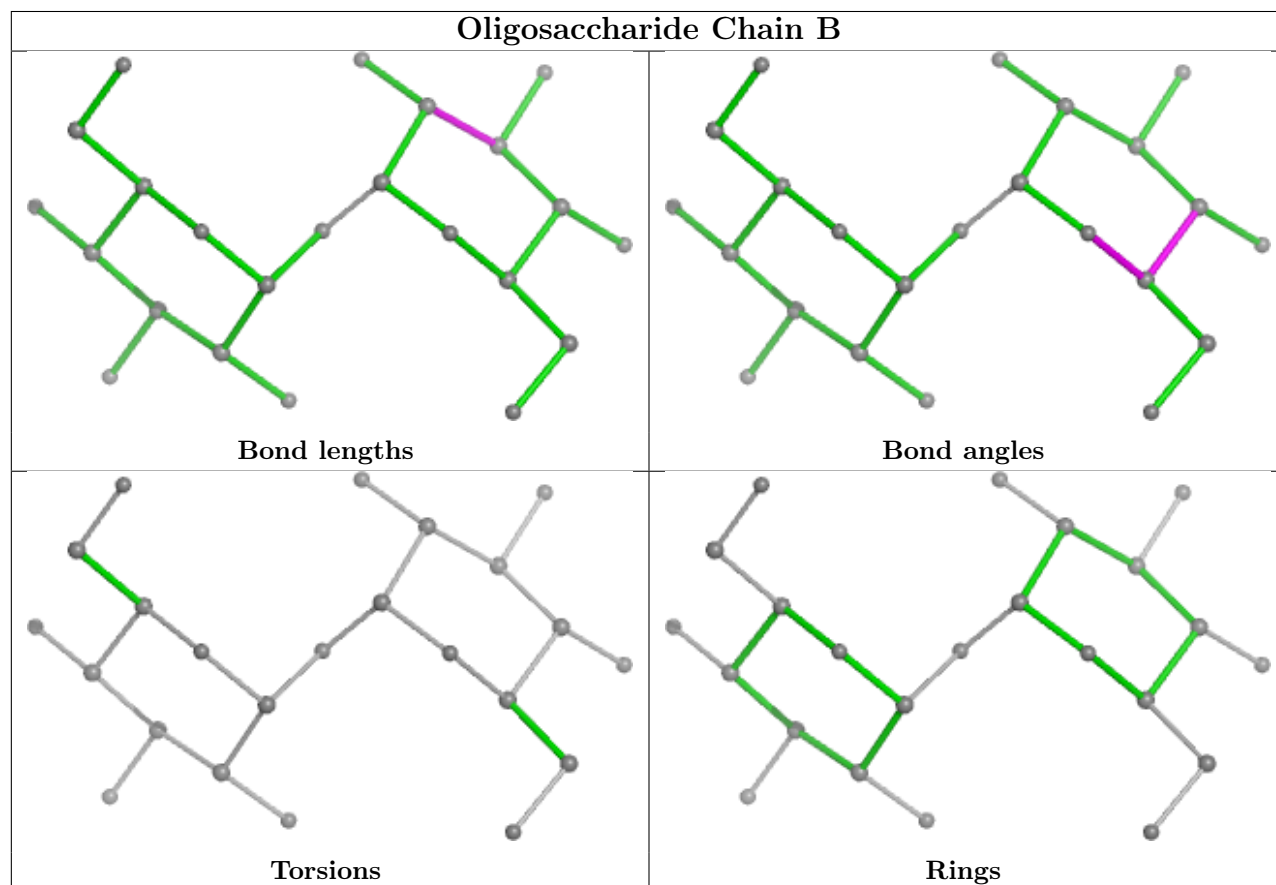 Oligosaccharide Chain B
Bond lengths
Bond angles
Torsions
Rings